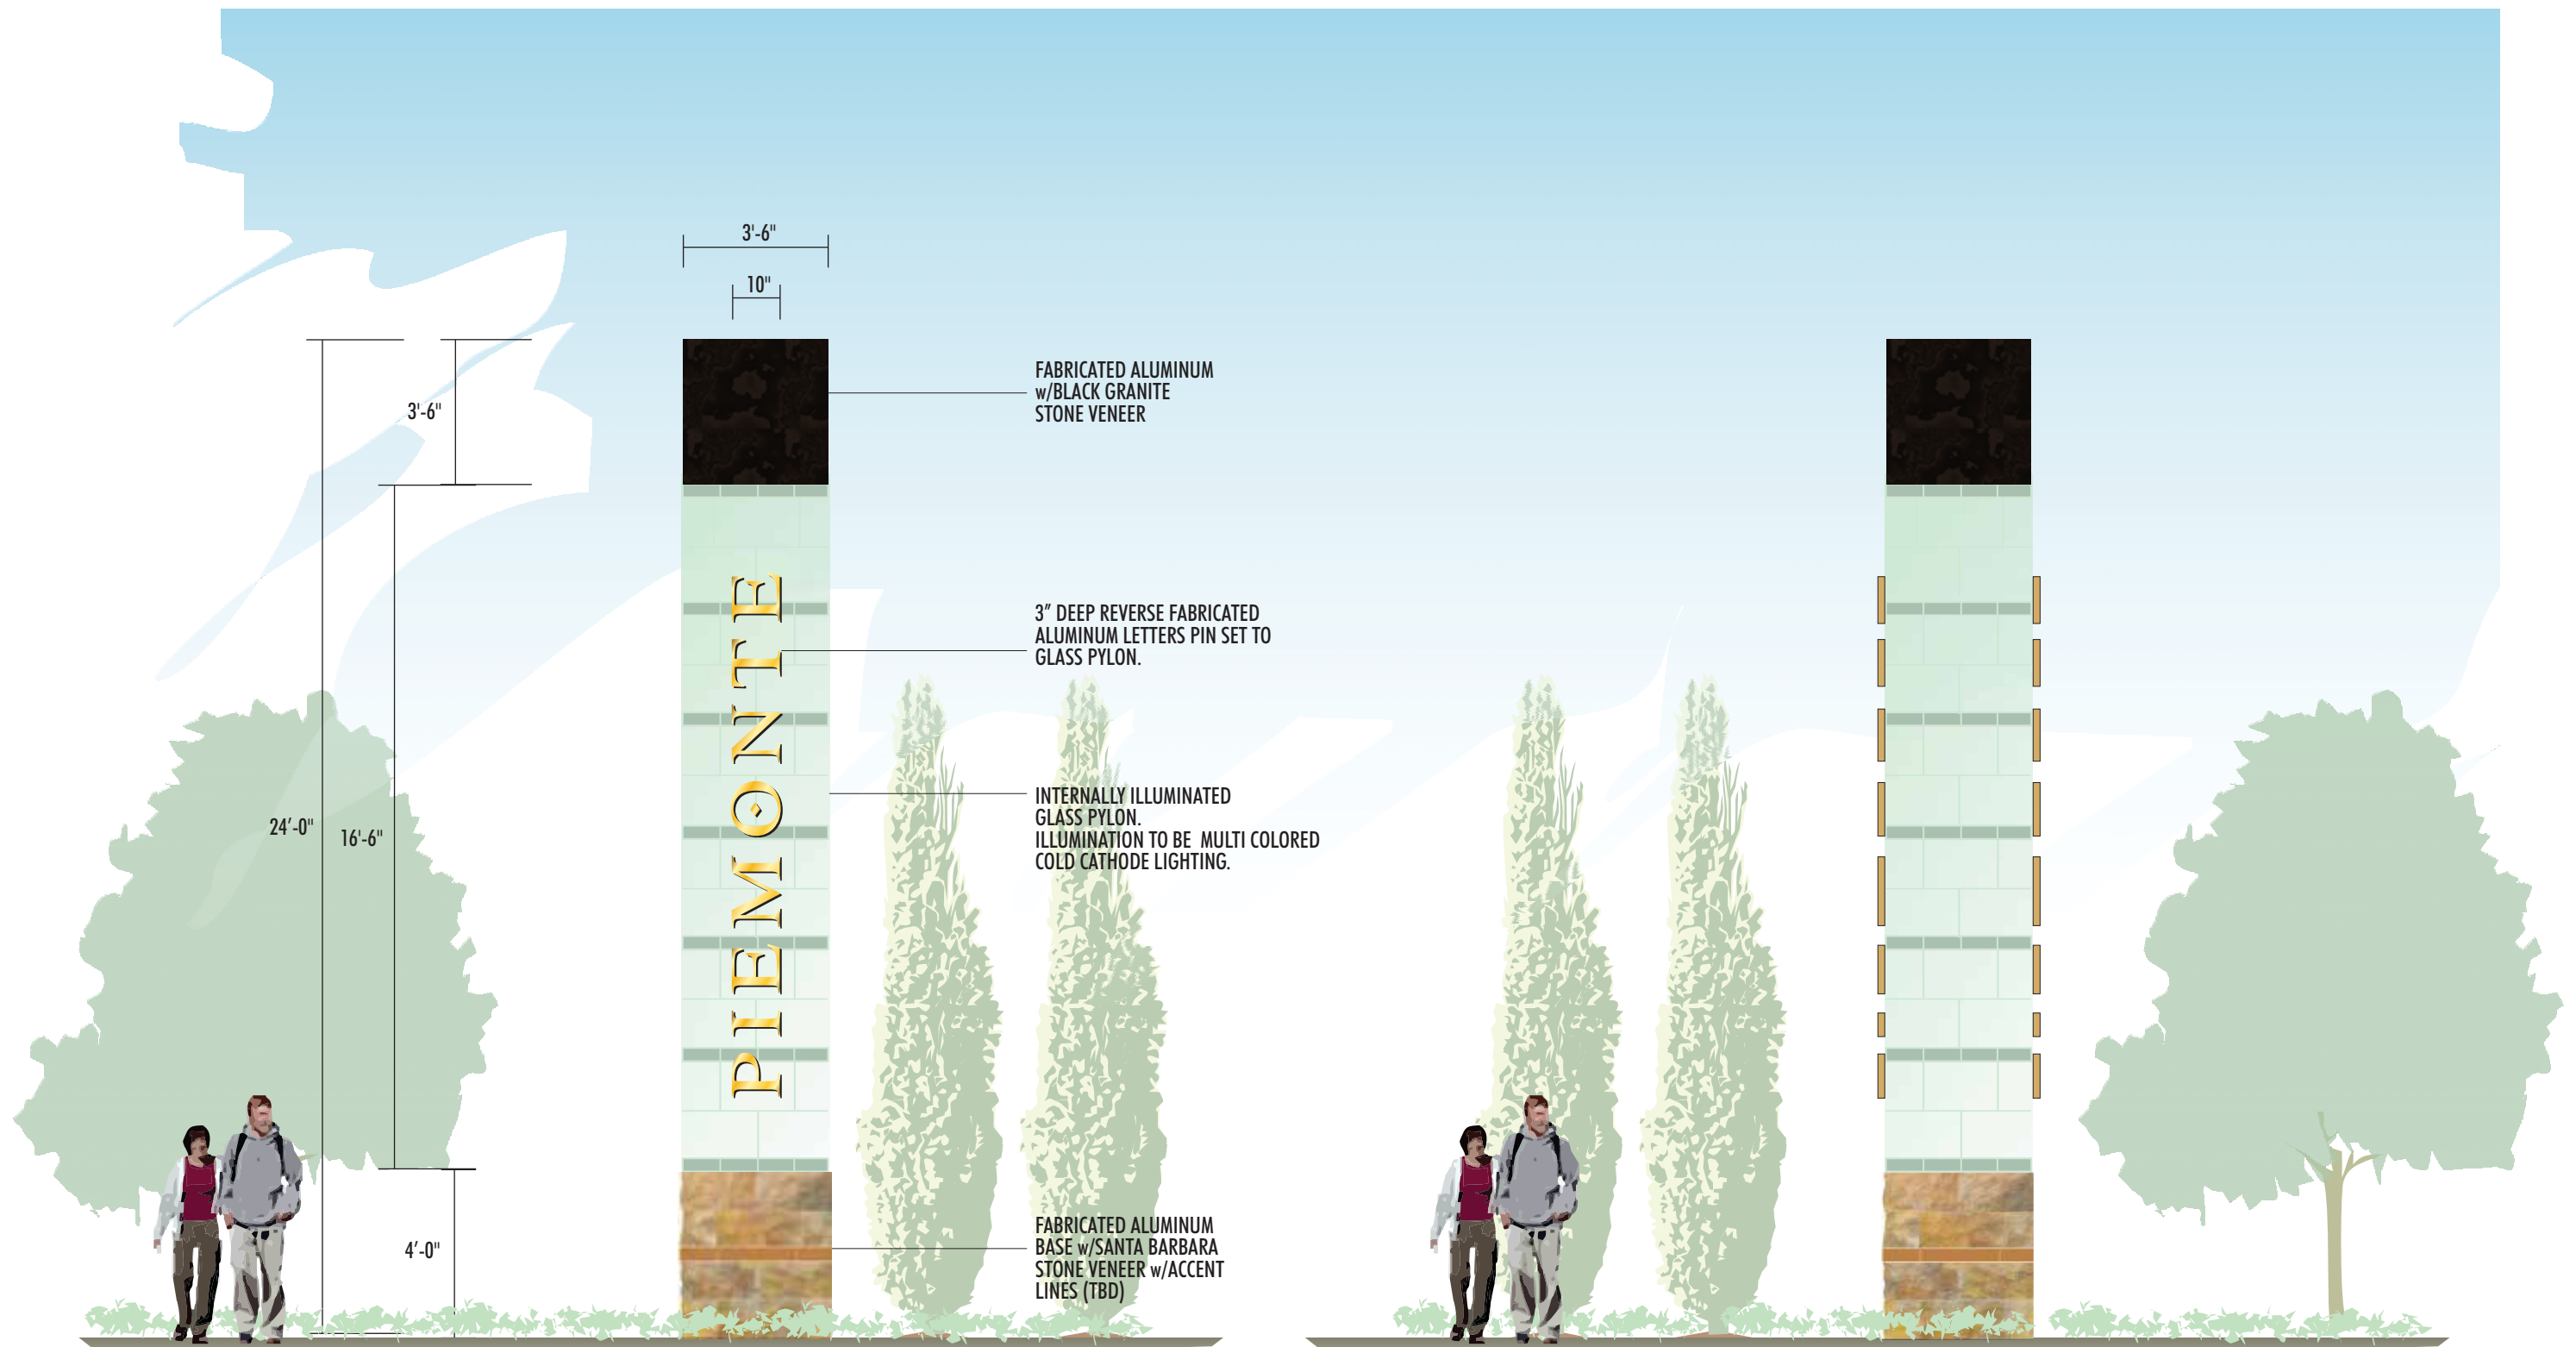 3'-6"
10"
3'-6"
FABRICATED ALUMINUM
w/BLACK GRANITE
STONE VENEER
3” DEEP REVERSE FABRICATED
ALUMINUM LETTERS PIN SET TO
GLASS PYLON.
PIEMONTE
INTERNALLY ILLUMINATED
GLASS PYLON.
ILLUMINATION TO BE MULTI COLORED
COLD CATHODE LIGHTING.
24’-0"
16'-6"
FABRICATED ALUMINUM
BASE w/SANTA BARBARA
STONE VENEER w/ACCENT
LINES (TBD)
4’-0"